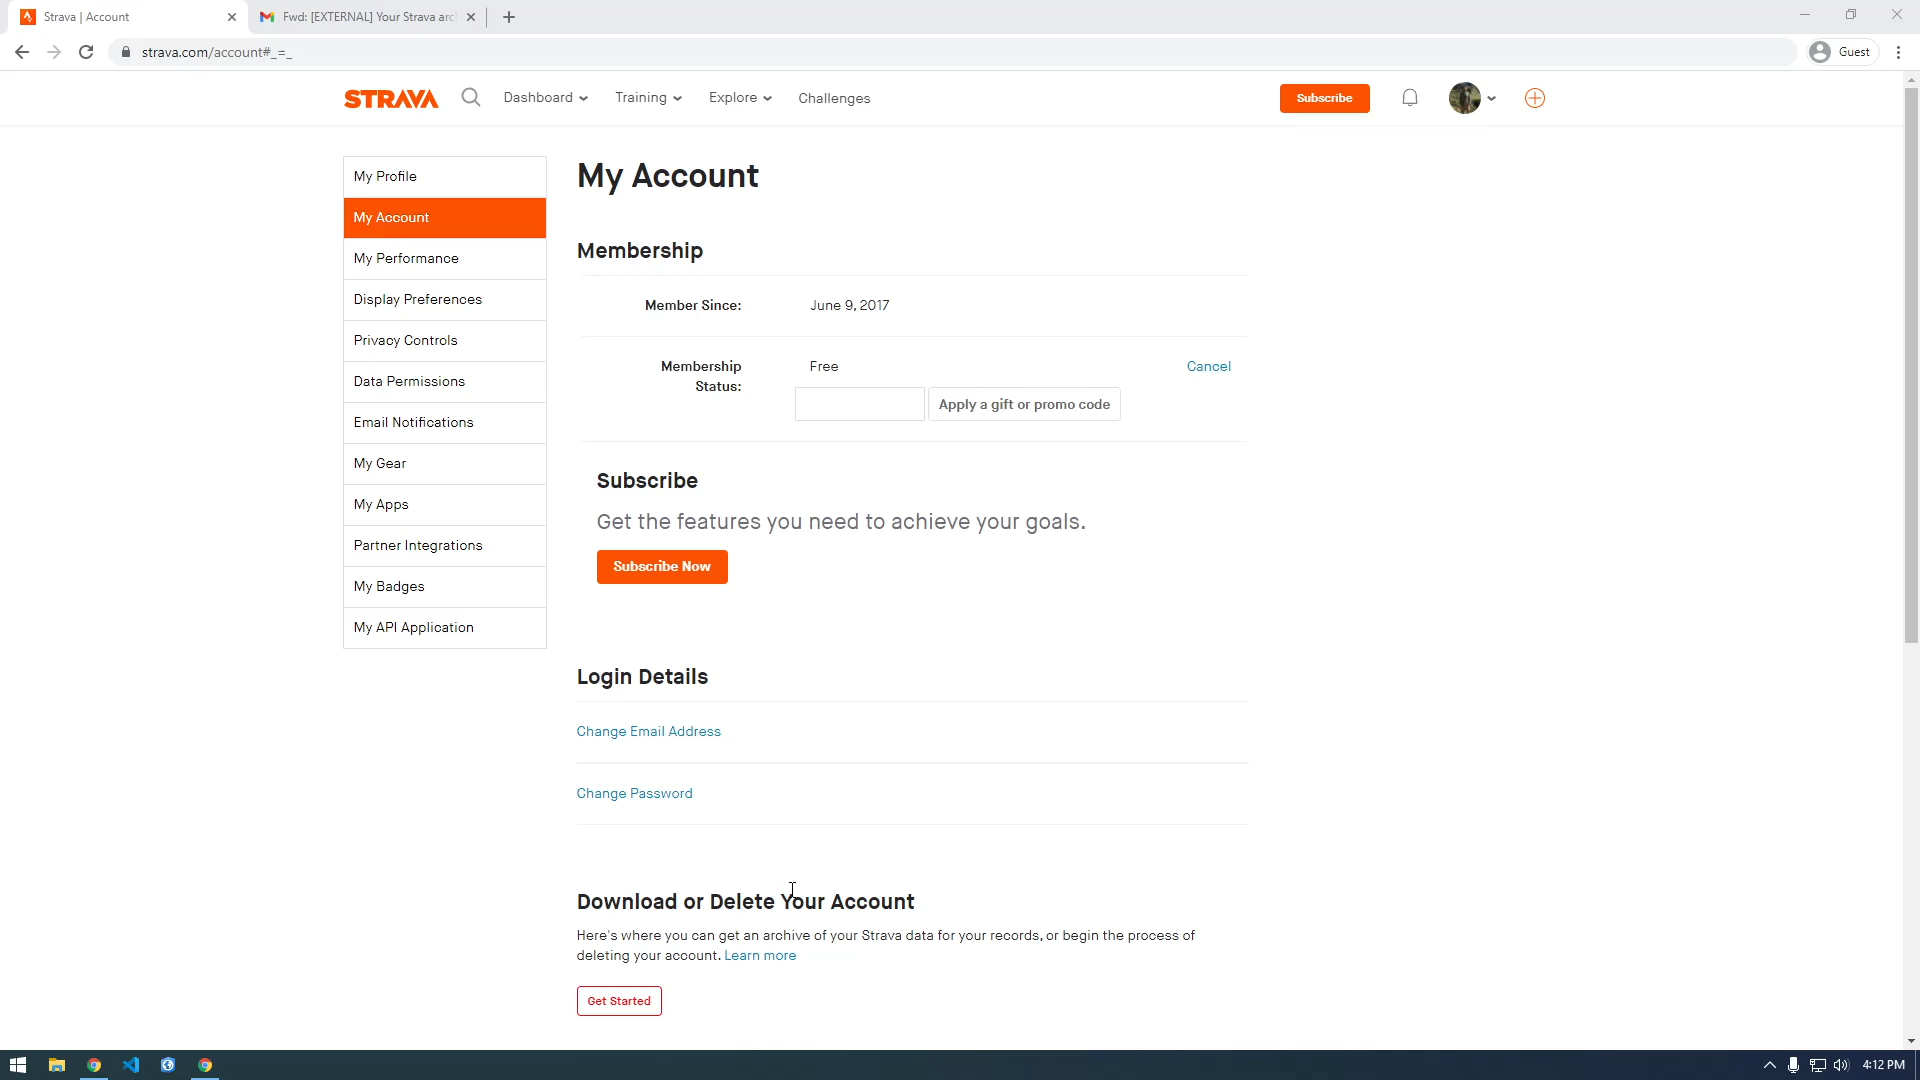 Strava | Account
Fwd: [EXTERNAL] Your Strava arc
strava.com/account#_=_
Guest
STRAVA
Dashboard
Training
Explore
Challenges
Subscribe
My Profile
My Account
My Performance
Display Preferences
Privacy Controls
Data Permissions
Email Notifications
My Gear
My Apps
Partner Integrations
My Badges
My API Application
My Account
Membership
Member Since:
June 9, 2017
Membership
Status:
Free
Cancel
Apply a gift or promo code
Subscribe
Get the features you need to achieve your goals.
Subscribe Now
Login Details
Change Email Address
Change Password
Download or Delete Your Account
Here's where you can get an archive of your Strava data for your records, or begin the process of
deleting your account. Learn more
Get Started
4:12 PM